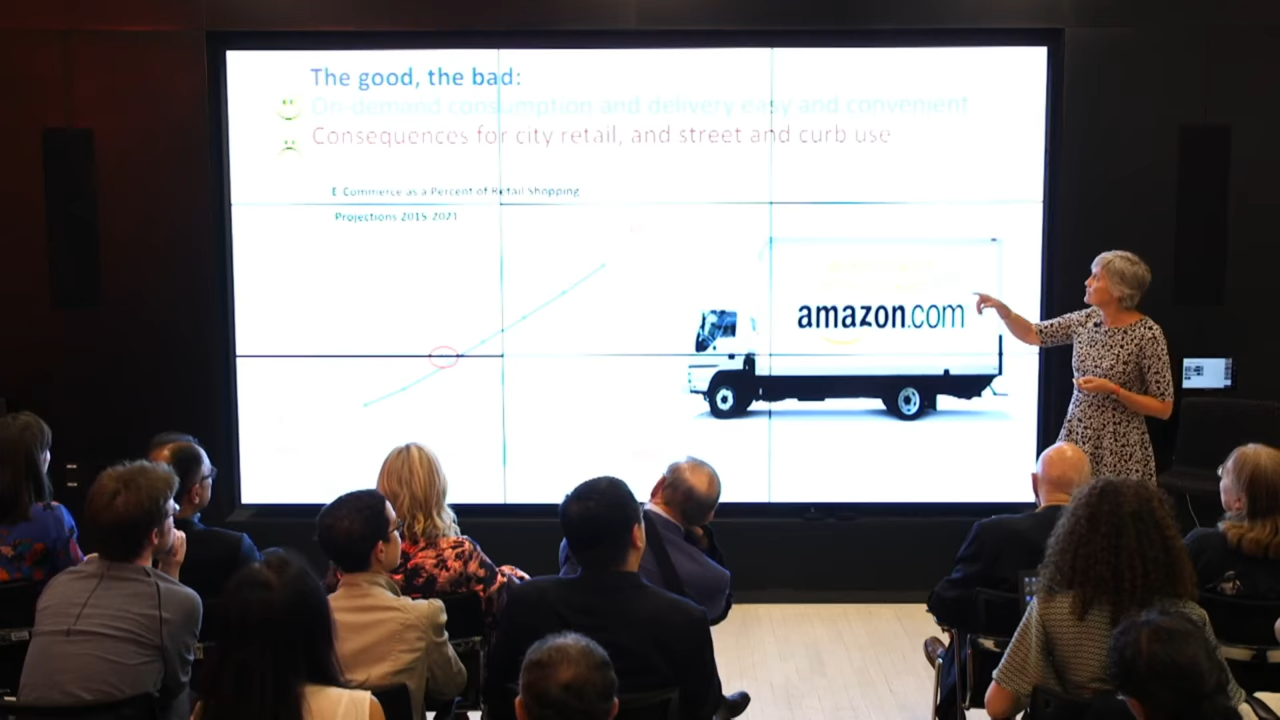 The good, the bad:
On-demand consumption and delivery easy and convenient
Consequences for city retail, and street and curb use
E Commerce as a Percent of Retail Shopping
Projections 2015-2021
amazon.com